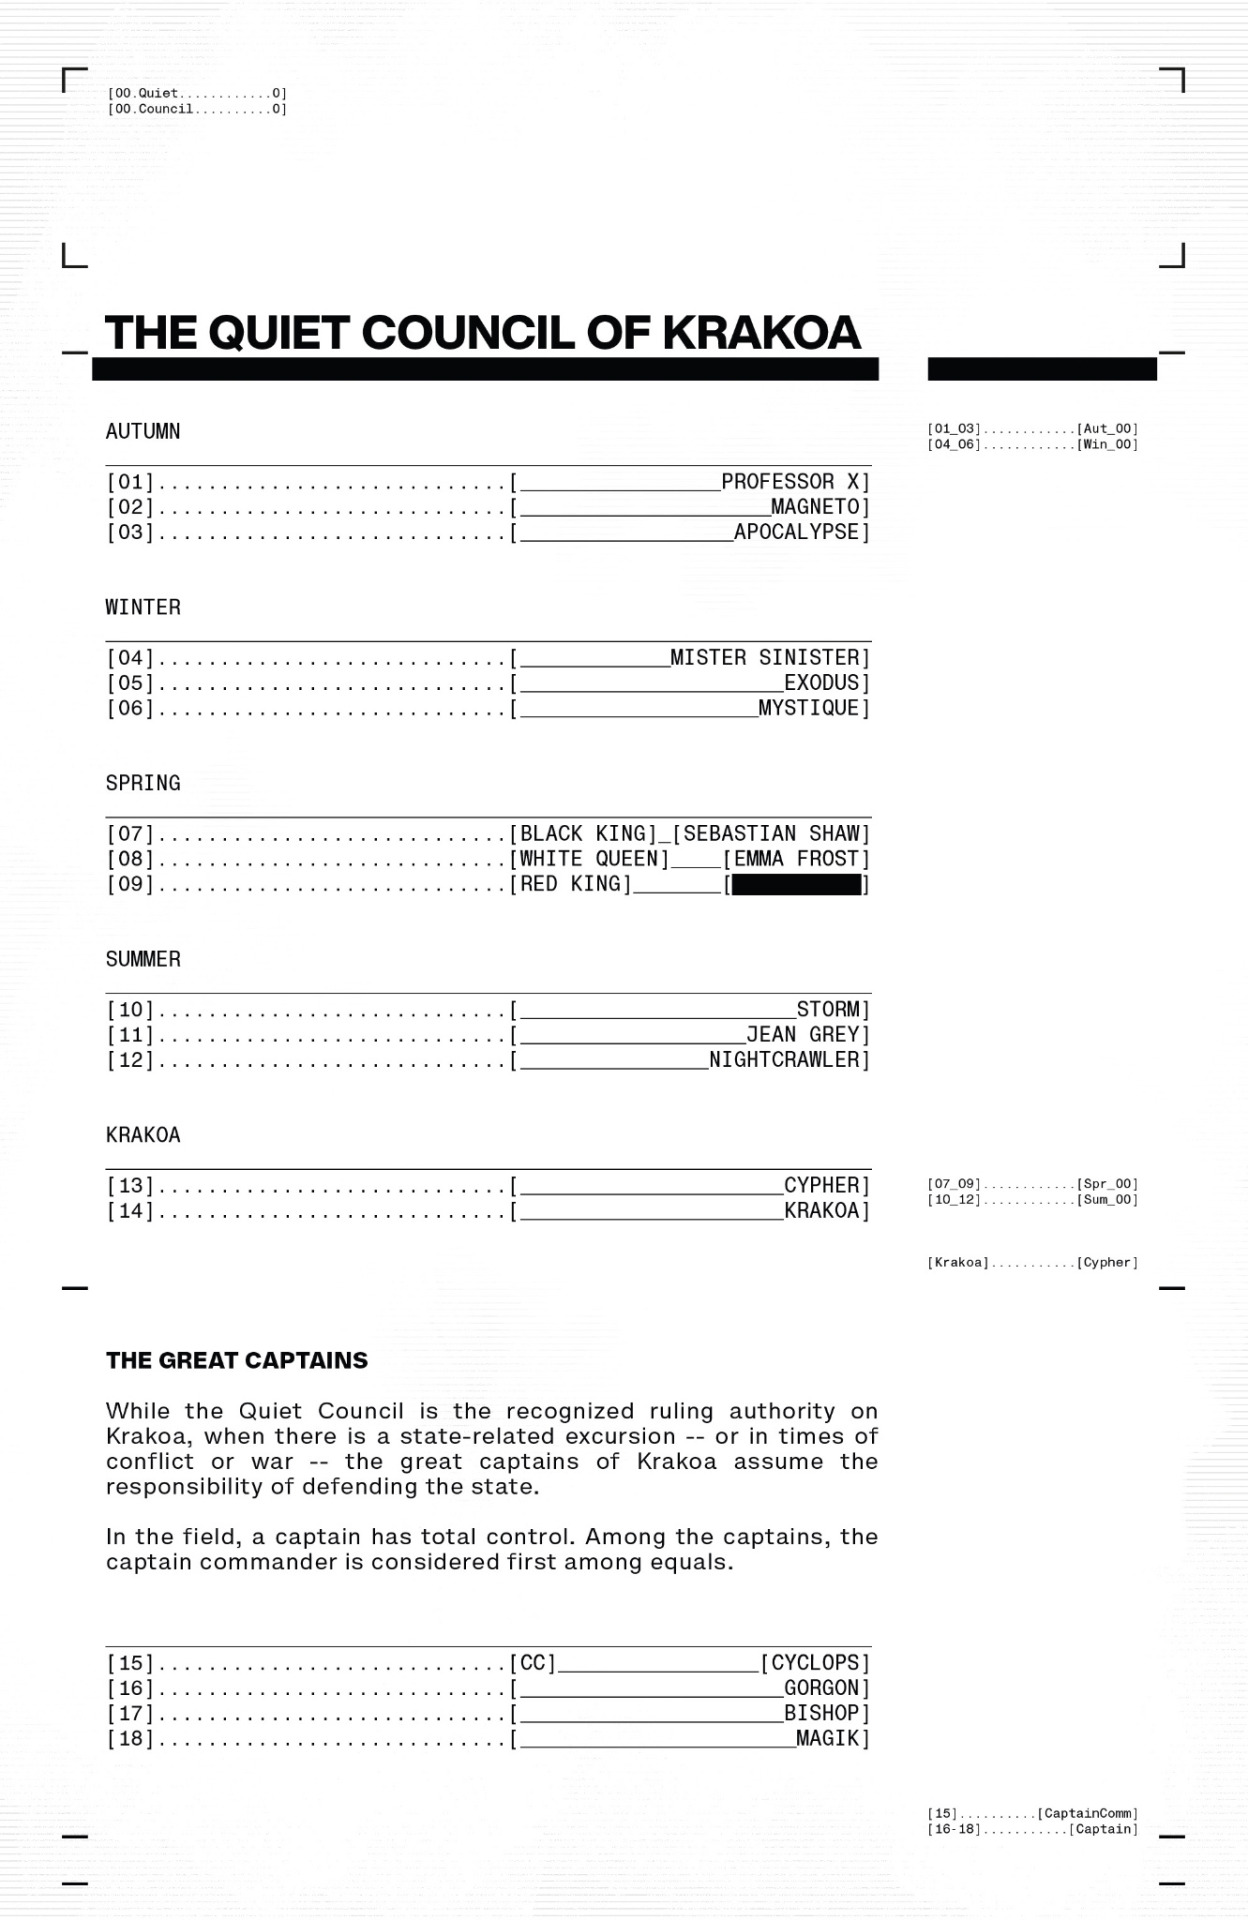 [00.Quiet............0]
[00.Council..........0]
THE QUIET COUNCIL OF KRAKOA
AUTUMN
[01_03]............[Aut_00]
[04_06]............[Win_00]
[01]............................[________________PROFESSOR X]
[02]............................[____________________MAGNETO]
[03]............................[_________________APOCALYPSE]
WINTER
[04]............................[____________MISTER SINISTER]
[05]............................[_____________________EXODUS]
[06]............................[___________________MYSTIQUE]
SPRING
[07]............................[BLACK KING]_[SEBASTIAN SHAW]
[08]............................[WHITE QUEEN]____[EMMA FROST]
[09]............................[RED KING]_______[          ]
SUMMER
[10]............................[______________________STORM]
[11]............................[__________________JEAN GREY]
[12]............................[_______________NIGHTCRAWLER]
KRAKOA
[13]............................[_____________________CYPHER]
[14]............................[_____________________KRAKOA]
[07_09]............[Spr_00]
[10_12]............[Sum_00]
[Krakoa]...........[Cypher]
THE GREAT CAPTAINS
While the Quiet Council is the recognized ruling authority on
Krakoa, when there is a state-related excursion -- or in times of
conflict or war -- the great captains of Krakoa assume the
responsibility of defending the state.
In the field, a captain has total control. Among the captains, the
captain commander is considered first among equals.
[15]............................[CC]________________[CYCLOPS]
[16]............................[_____________________GORGON]
[17]............................[_____________________BISHOP]
[18]............................[______________________MAGIK]
[15]..........[CaptainComm]
[16-18]...........[Captain]